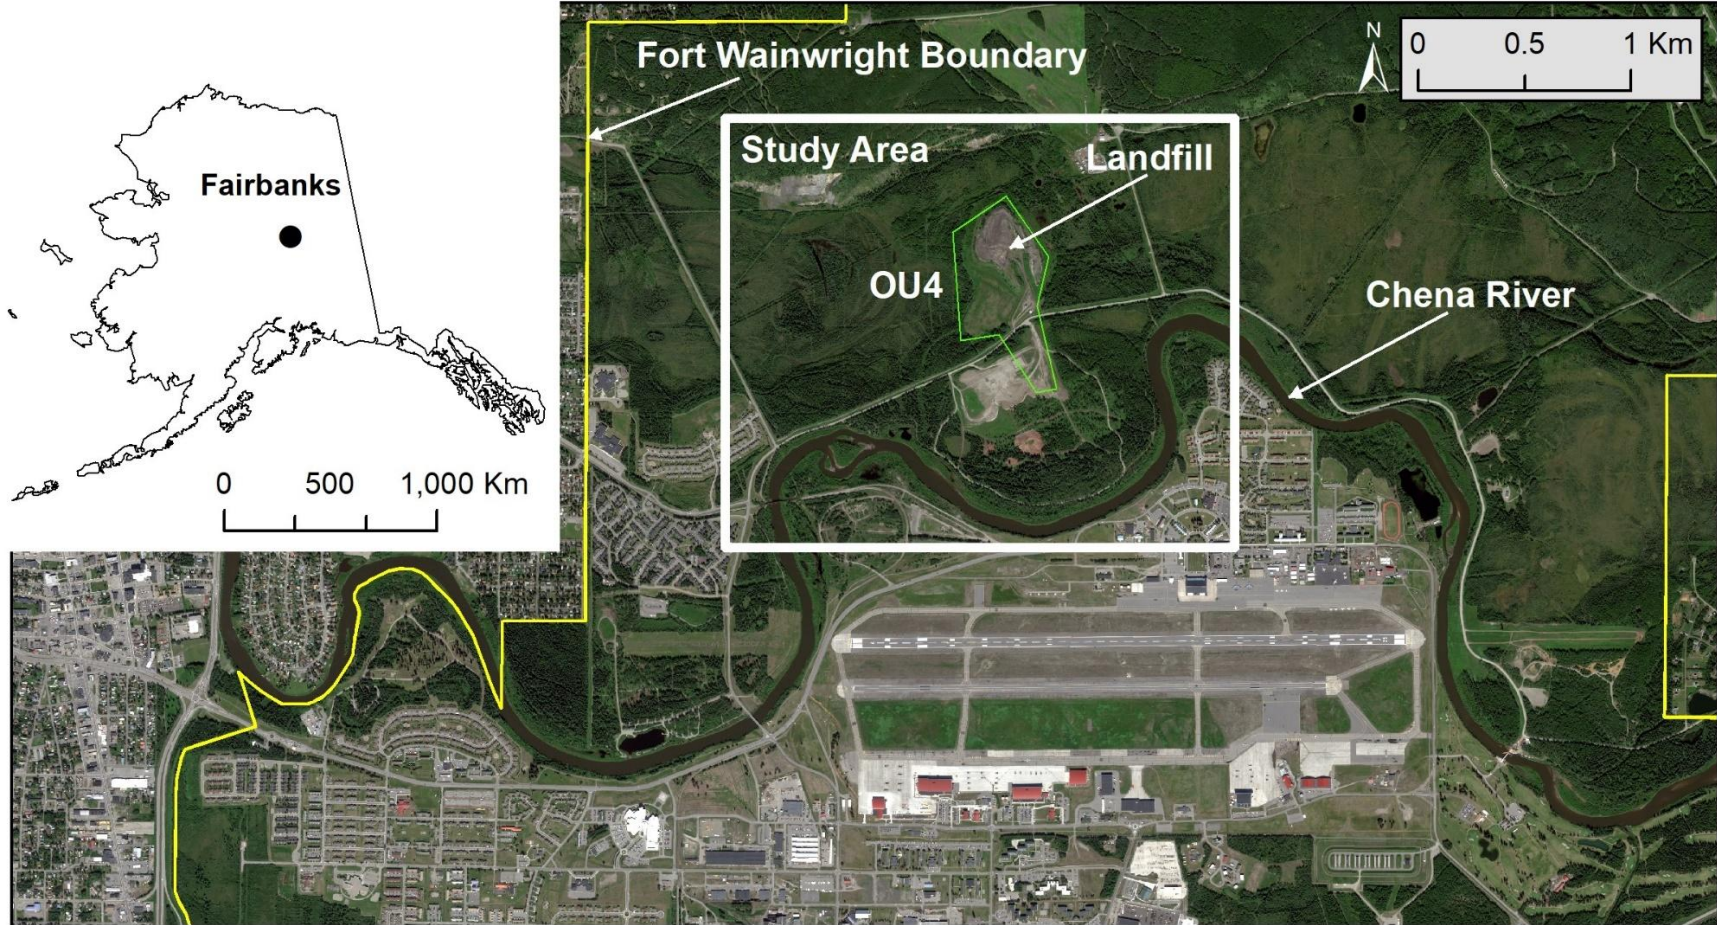 Fort Wainwright Boundary
N
0 0.5 1 Km
Study Area
Landfill
Fairbanks
OU4
Chena River
0 500 1,000 Km